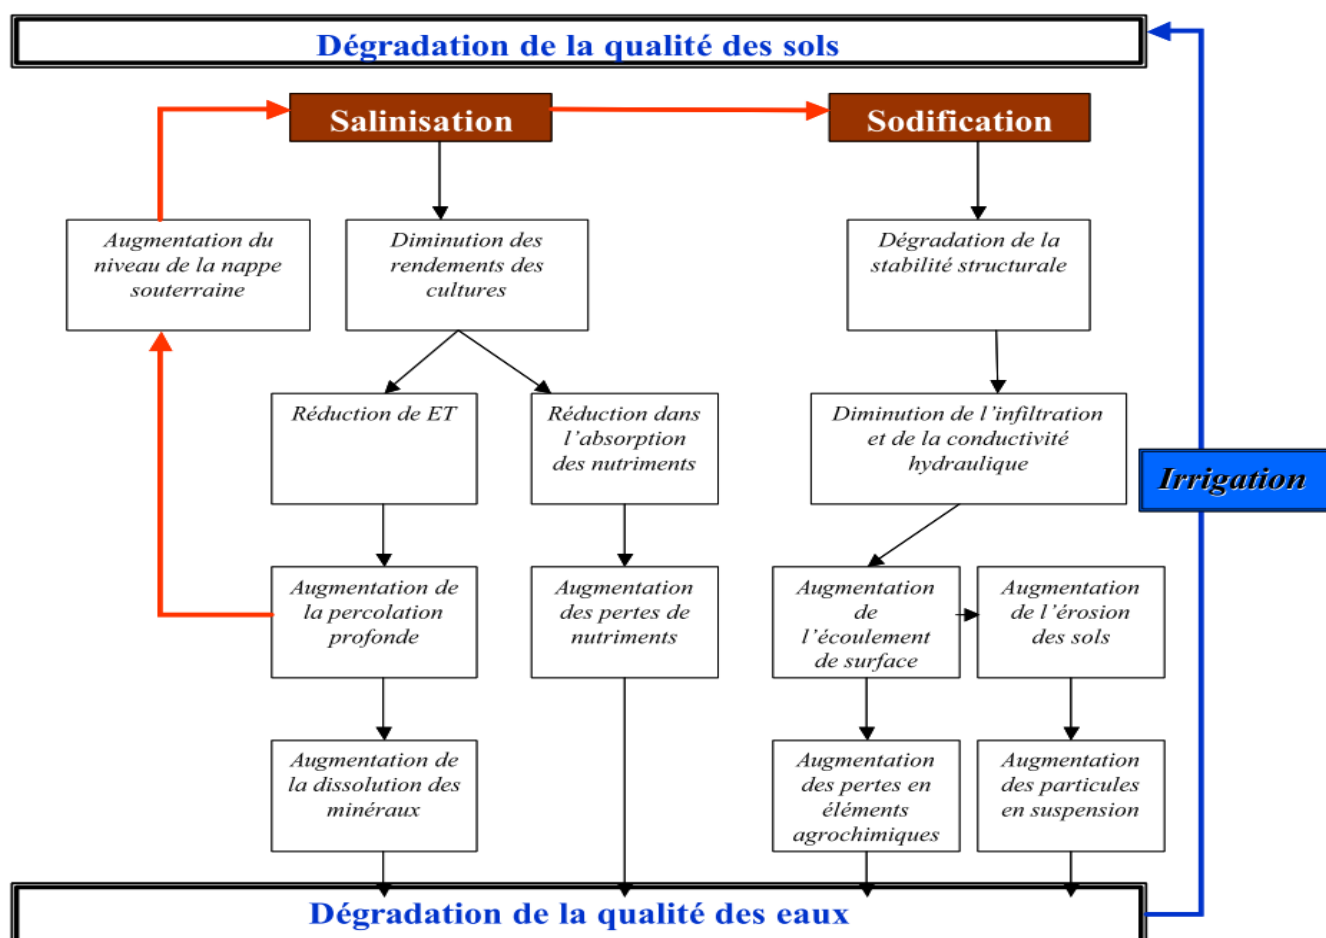 Dégradation de la qualité des sols
Salinisation
Sodification
Augmentation du
niveau de la nappe
souterraine
Diminution des
rendements des
cultures
Dégradation de la
stabilité structurale
Réduction de ET
Réduction dans
l’absorption
des nutriments
Diminution de l’infiltration
et de la conductivité
hydraulique
Irrigation
Augmentation de
la percolation
profonde
Augmentation
des pertes de
nutriments
Augmentation
de
l’écoulement
de surface
Augmentation
de l’érosion
des sols
Augmentation de
la dissolution des
minéraux
Augmentation
des pertes en
éléments
agrochimiques
Augmentation
des particules
en suspension
Dégradation de la qualité des eaux